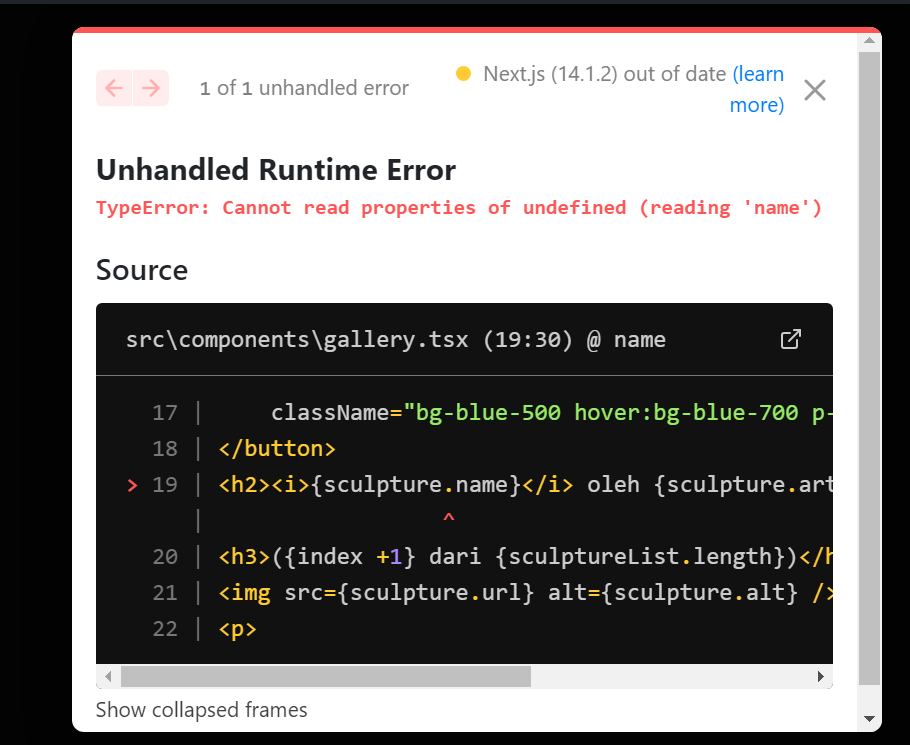 1 of 1 unhandled error
Next.js (14.1.2) out of date (learn
more)
Unhandled Runtime Error
TypeError: Cannot read properties of undefined (reading 'name')
Source
src\components\gallery.tsx (19:30) @ name
17 |     className="bg-blue-500 hover:bg-blue-700 p-
18 | </button>
> 19 | <h2><i>{sculpture.name}</i> oleh {sculpture.art
|                 ^
20 | <h3>({index +1} dari {sculptureList.length})</h
21 | <img src={sculpture.url} alt={sculpture.alt} />
22 | <p>
Show collapsed frames